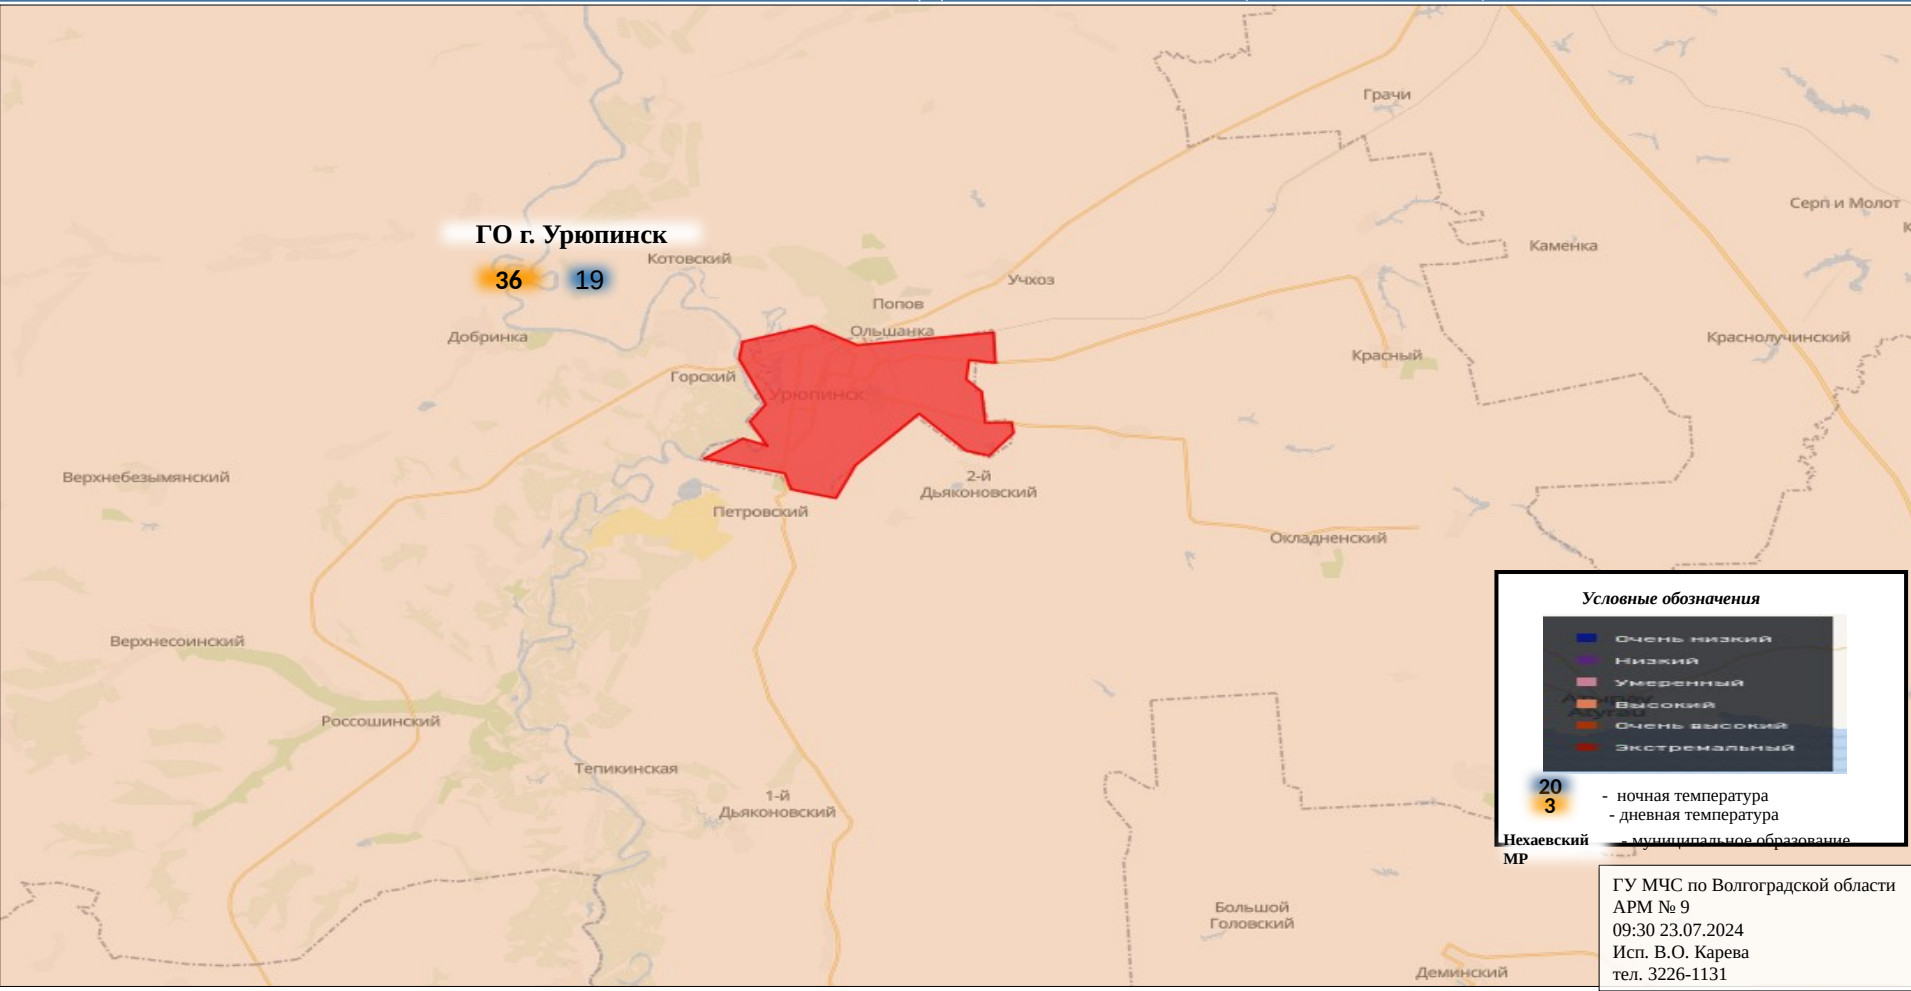 Грачи
Серп и Молот
К
Каменка
ГО г. Урюпинск
Котовский
36
19
Учхоз
Попов
Ольшанка
Добринка
Краснолучинский
Красный
Горский
Урюпинск
Верхнебезымянский
2-й
Дьяконовский
Петровский
Окладненский
Верхнесоинский
Россошинский
Тепикинская
1-й
Дьяконовский
Большой
Головский
Деминский
Условные обозначения
Очень низкий
Низкий
Умеренный
Высокий
Atyrau
Очень высокий
Экстремальный
20
- ночная температура
3
- дневная температура
Нехаевский
МР
- муниципальное образование
ГУ МЧС по Волгоградской области
АРМ № 9
09:30 23.07.2024
Исп. В.О. Карева
тел. 3226-1131